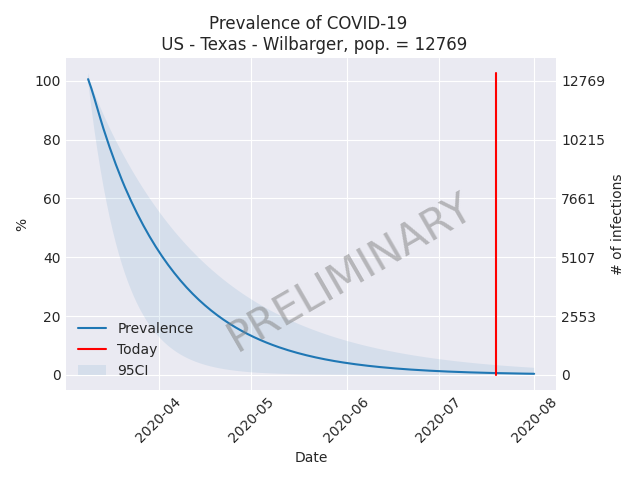 Prevalence of COVID-19
US - Texas - Wilbarger, pop. = 12769
100
80
60
40
20
0
%
12769
10215
7661
5107
2553
0
# of infections
PRELIMINARY
Prevalence
Today
95CI
2020-04
2020-05
2020-06
2020-07
2020-08
Date